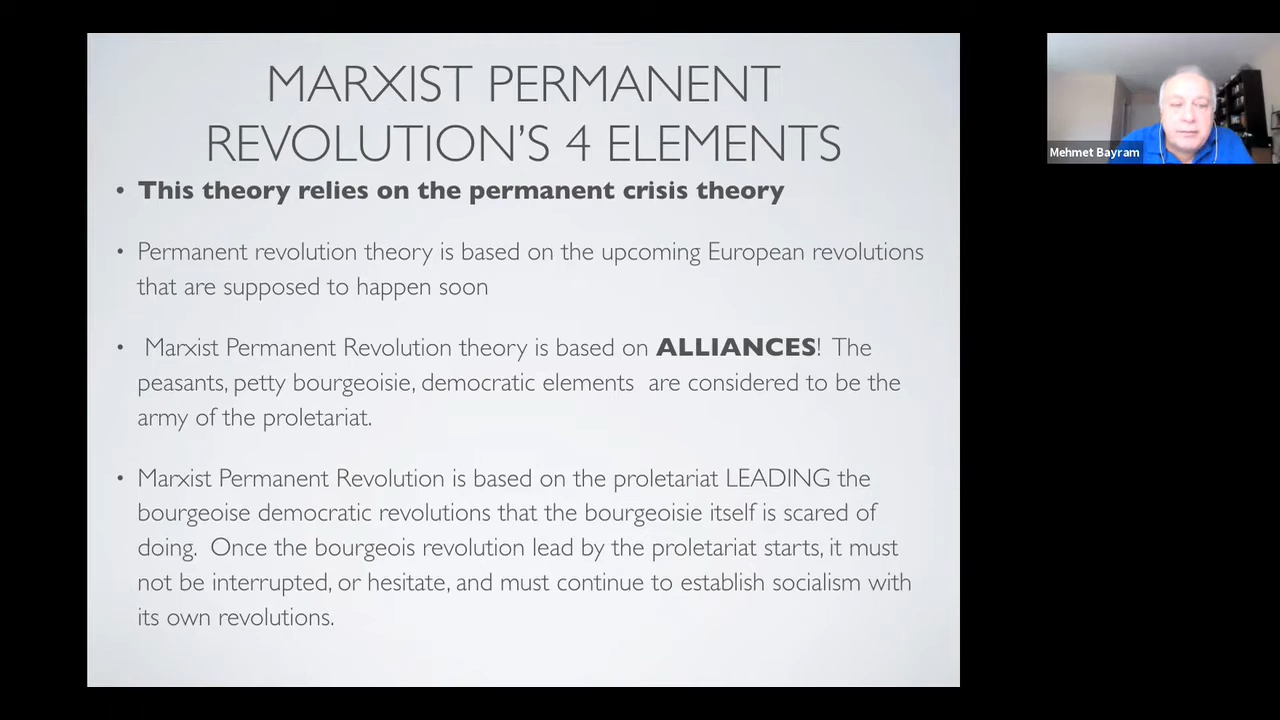 MARXIST PERMANENT
REVOLUTION'S 4 ELEMENTS
• This theory relies on the permanent crisis theory
• Permanent revolution theory is based on the upcoming European revolutions
that are supposed to happen soon
• Marxist Permanent Revolution theory is based on ALLIANCES! The
peasants, petty bourgeoisie, democratic elements are considered to be the
army of the proletariat.
• Marxist Permanent Revolution is based on the proletariat LEADING the
bourgeoise democratic revolutions that the bourgeoisie itself is scared of
doing. Once the bourgeois revolution lead by the proletariat starts, it must
not be interrupted, or hesitate, and must continue to establish socialism with
its own revolutions.
Mehmet Bayram